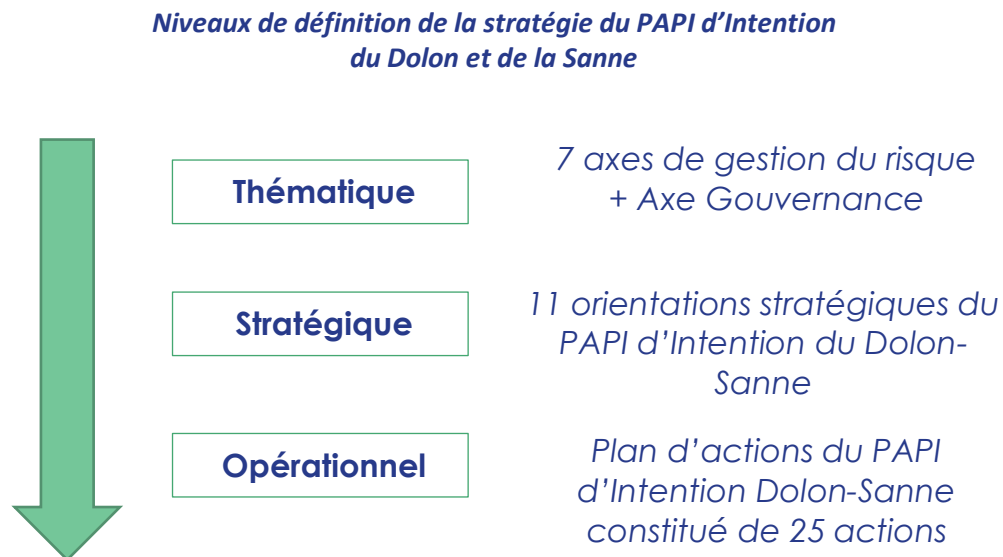 Niveaux de définition de la stratégie du PAPI d’Intention
du Dolon et de la Sanne
Thématique
7 axes de gestion du risque
+ Axe Gouvernance
Stratégique
11 orientations stratégiques du
PAPI d’Intention du Dolon-
Sanne
Opérationnel
Plan d’actions du PAPI
d’Intention Dolon-Sanne
constitué de 25 actions